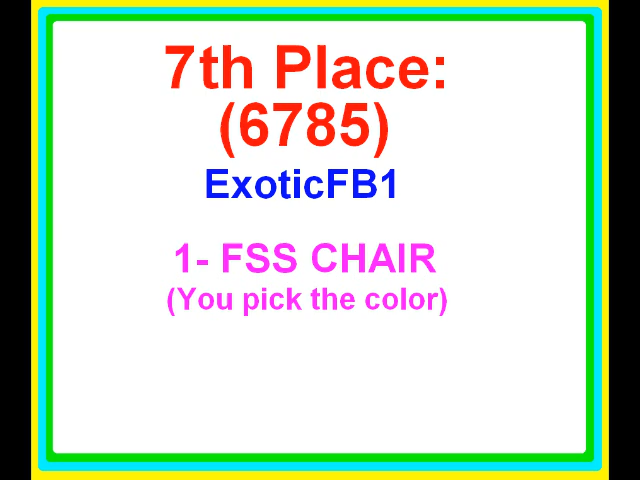 7th Place:
(6785)
ExoticFB1
1- FSS CHAIR
(You pick the color)